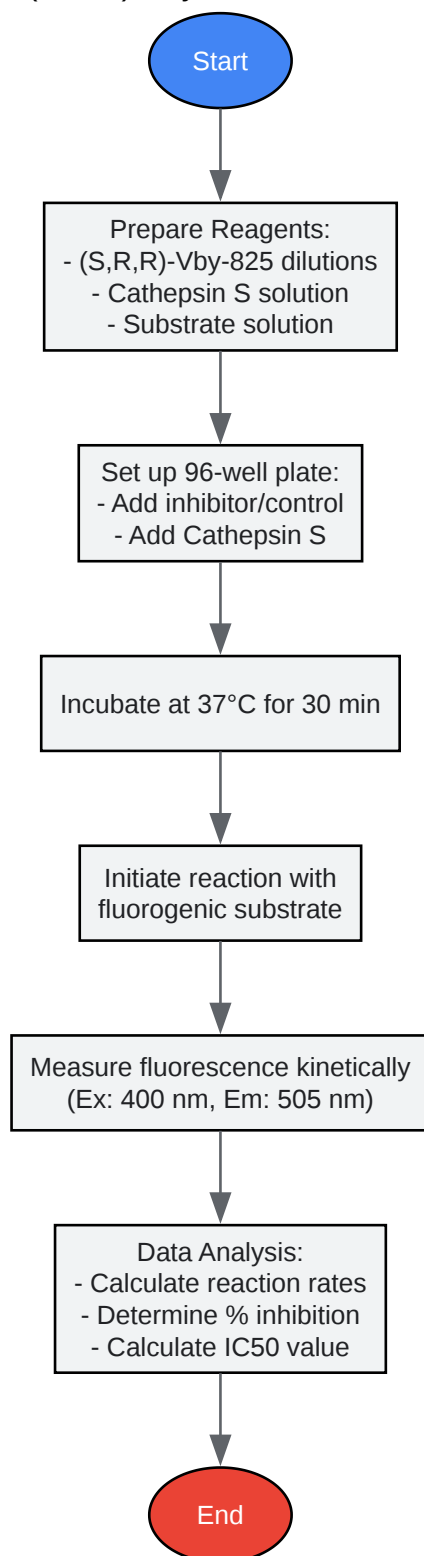 Start
Prepare Reagents:
- (S,R,R)-Vby-825 dilutions
- Cathepsin S solution
- Substrate solution
Set up 96-well plate:
- Add inhibitor/control
- Add Cathepsin S
Incubate at 37°C for 30 min
Initiate reaction with
fluorogenic substrate
Measure fluorescence kinetically
(Ex: 400 nm, Em: 505 nm)
Data Analysis:
- Calculate reaction rates
- Determine % inhibition
- Calculate IC50 value
End